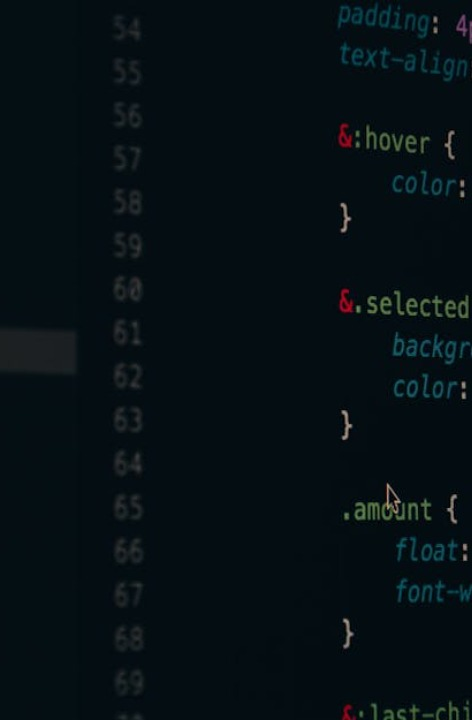 54 padding: 4
55 text-align
56
57 &:hover {
58 color:
59 }
60
61 &.selected
62 backgr
63 color:
64 }
65
66 .amount {
67 float:
68 font-w
69 }
&:last-chi